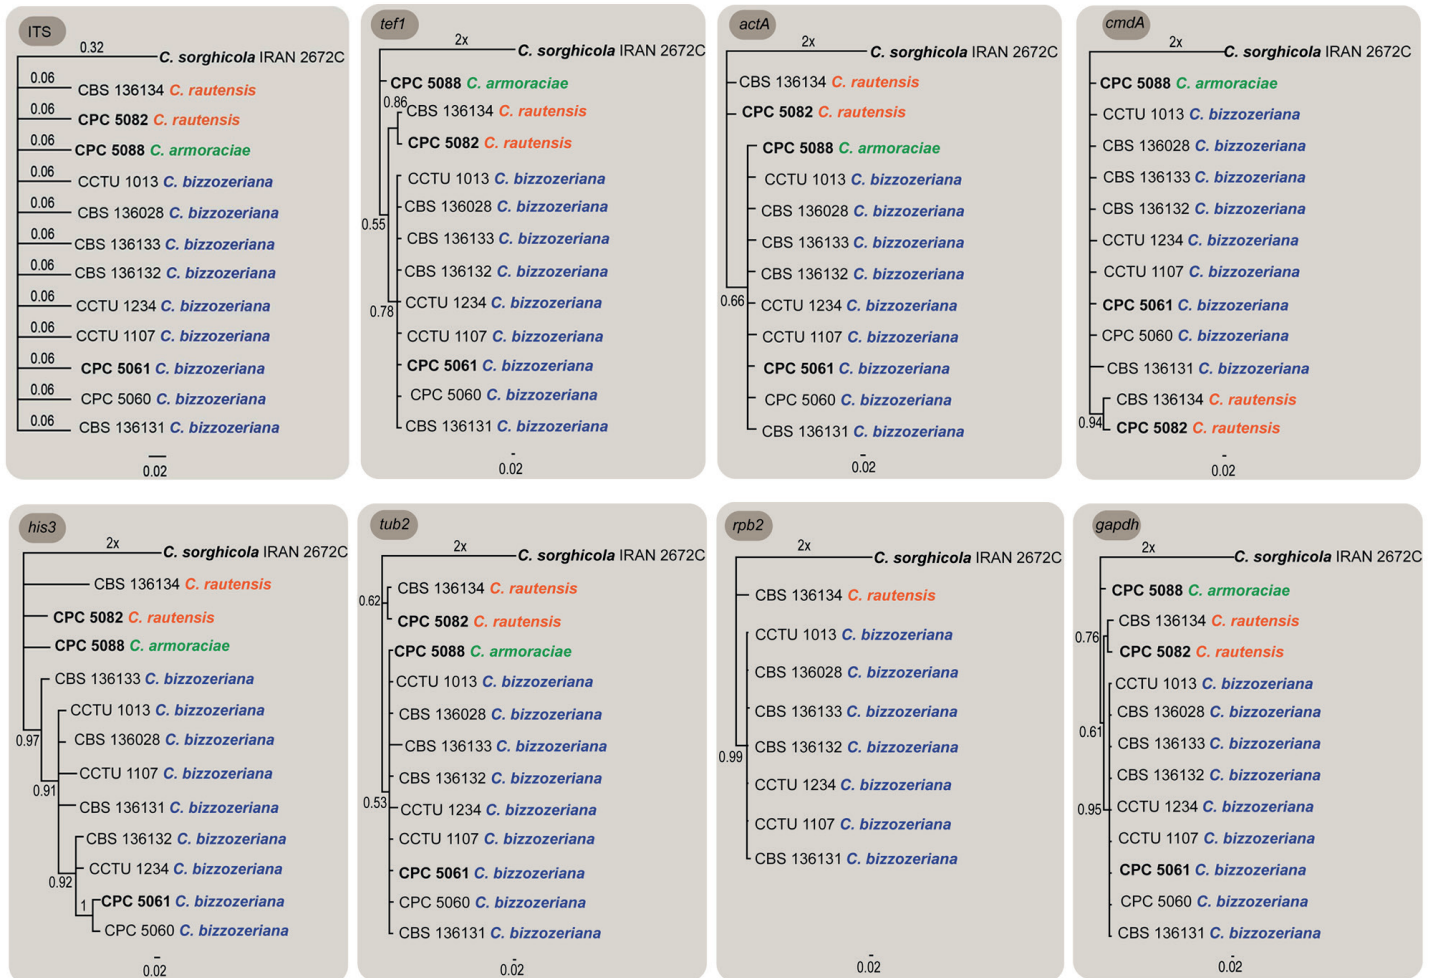 ITS
0.32
C. sorghicola IRAN 2672C
0.06
CBS 136134 C. rautensis
0.06
CPC 5082 C. rautensis
0.06
CPC 5088 C. armoraciae
0.06
CCTU 1013 C. bizzozeriana
0.06
CBS 136028 C. bizzozeriana
0.06
CBS 136133 C. bizzozeriana
0.06
CBS 136132 C. bizzozeriana
0.06
CCTU 1234 C. bizzozeriana
0.06
CCTU 1107 C. bizzozeriana
0.06
CPC 5061 C. bizzozeriana
0.06
CPC 5060 C. bizzozeriana
0.06
CBS 136131 C. bizzozeriana
0.02
tef1
2x
C. sorghicola IRAN 2672C
CPC 5088 C. armoraciae
0.86
CBS 136134 C. rautensis
CPC 5082 C. rautensis
CCTU 1013 C. bizzozeriana
CBS 136028 C. bizzozeriana
0.55
CBS 136133 C. bizzozeriana
CBS 136132 C. bizzozeriana
CCTU 1234 C. bizzozeriana
0.78
CCTU 1107 C. bizzozeriana
CPC 5061 C. bizzozeriana
CPC 5060 C. bizzozeriana
CBS 136131 C. bizzozeriana
0.02
actA
2x
C. sorghicola IRAN 2672C
CBS 136134 C. rautensis
CPC 5082 C. rautensis
CPC 5088 C. armoraciae
CCTU 1013 C. bizzozeriana
CBS 136028 C. bizzozeriana
CBS 136133 C. bizzozeriana
CBS 136132 C. bizzozeriana
0.66
CCTU 1234 C. bizzozeriana
CCTU 1107 C. bizzozeriana
CPC 5061 C. bizzozeriana
CPC 5060 C. bizzozeriana
CBS 136131 C. bizzozeriana
0.02
cmdA
2x
C. sorghicola IRAN 2672C
CPC 5088 C. armoraciae
CCTU 1013 C. bizzozeriana
CBS 136028 C. bizzozeriana
CBS 136133 C. bizzozeriana
CBS 136132 C. bizzozeriana
CCTU 1234 C. bizzozeriana
CCTU 1107 C. bizzozeriana
CPC 5061 C. bizzozeriana
CPC 5060 C. bizzozeriana
CBS 136131 C. bizzozeriana
CBS 136134 C. rautensis
0.94
CPC 5082 C. rautensis
0.02
his3
2x
C. sorghicola IRAN 2672C
CBS 136134 C. rautensis
CPC 5082 C. rautensis
CPC 5088 C. armoraciae
CBS 136133 C. bizzozeriana
CCTU 1013 C. bizzozeriana
0.97
CBS 136028 C. bizzozeriana
CCTU 1107 C. bizzozeriana
0.91
CBS 136131 C. bizzozeriana
CBS 136132 C. bizzozeriana
CCTU 1234 C. bizzozeriana
0.92
1
CPC 5061 C. bizzozeriana
CPC 5060 C. bizzozeriana
0.02
tub2
2x
C. sorghicola IRAN 2672C
CBS 136134 C. rautensis
0.62
CPC 5082 C. rautensis
CPC 5088 C. armoraciae
CCTU 1013 C. bizzozeriana
CBS 136028 C. bizzozeriana
CBS 136133 C. bizzozeriana
CBS 136132 C. bizzozeriana
0.53
CCTU 1234 C. bizzozeriana
CCTU 1107 C. bizzozeriana
CPC 5061 C. bizzozeriana
CPC 5060 C. bizzozeriana
CBS 136131 C. bizzozeriana
0.02
rpb2
2x
C. sorghicola IRAN 2672C
CBS 136134 C. rautensis
CCTU 1013 C. bizzozeriana
CBS 136028 C. bizzozeriana
CBS 136133 C. bizzozeriana
CBS 136132 C. bizzozeriana
0.99
CCTU 1234 C. bizzozeriana
CCTU 1107 C. bizzozeriana
CBS 136131 C. bizzozeriana
0.02
gapdh
2x
C. sorghicola IRAN 2672C
CPC 5088 C. armoraciae
CBS 136134 C. rautensis
0.76
CPC 5082 C. rautensis
CCTU 1013 C. bizzozeriana
CBS 136028 C. bizzozeriana
0.61
CBS 136133 C. bizzozeriana
CBS 136132 C. bizzozeriana
0.95
CCTU 1234 C. bizzozeriana
CCTU 1107 C. bizzozeriana
CPC 5061 C. bizzozeriana
CPC 5060 C. bizzozeriana
CBS 136131 C. bizzozeriana
0.02